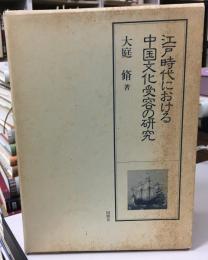 江戸時代における
中国文化受容の研究
大庭脩著
同朋舎